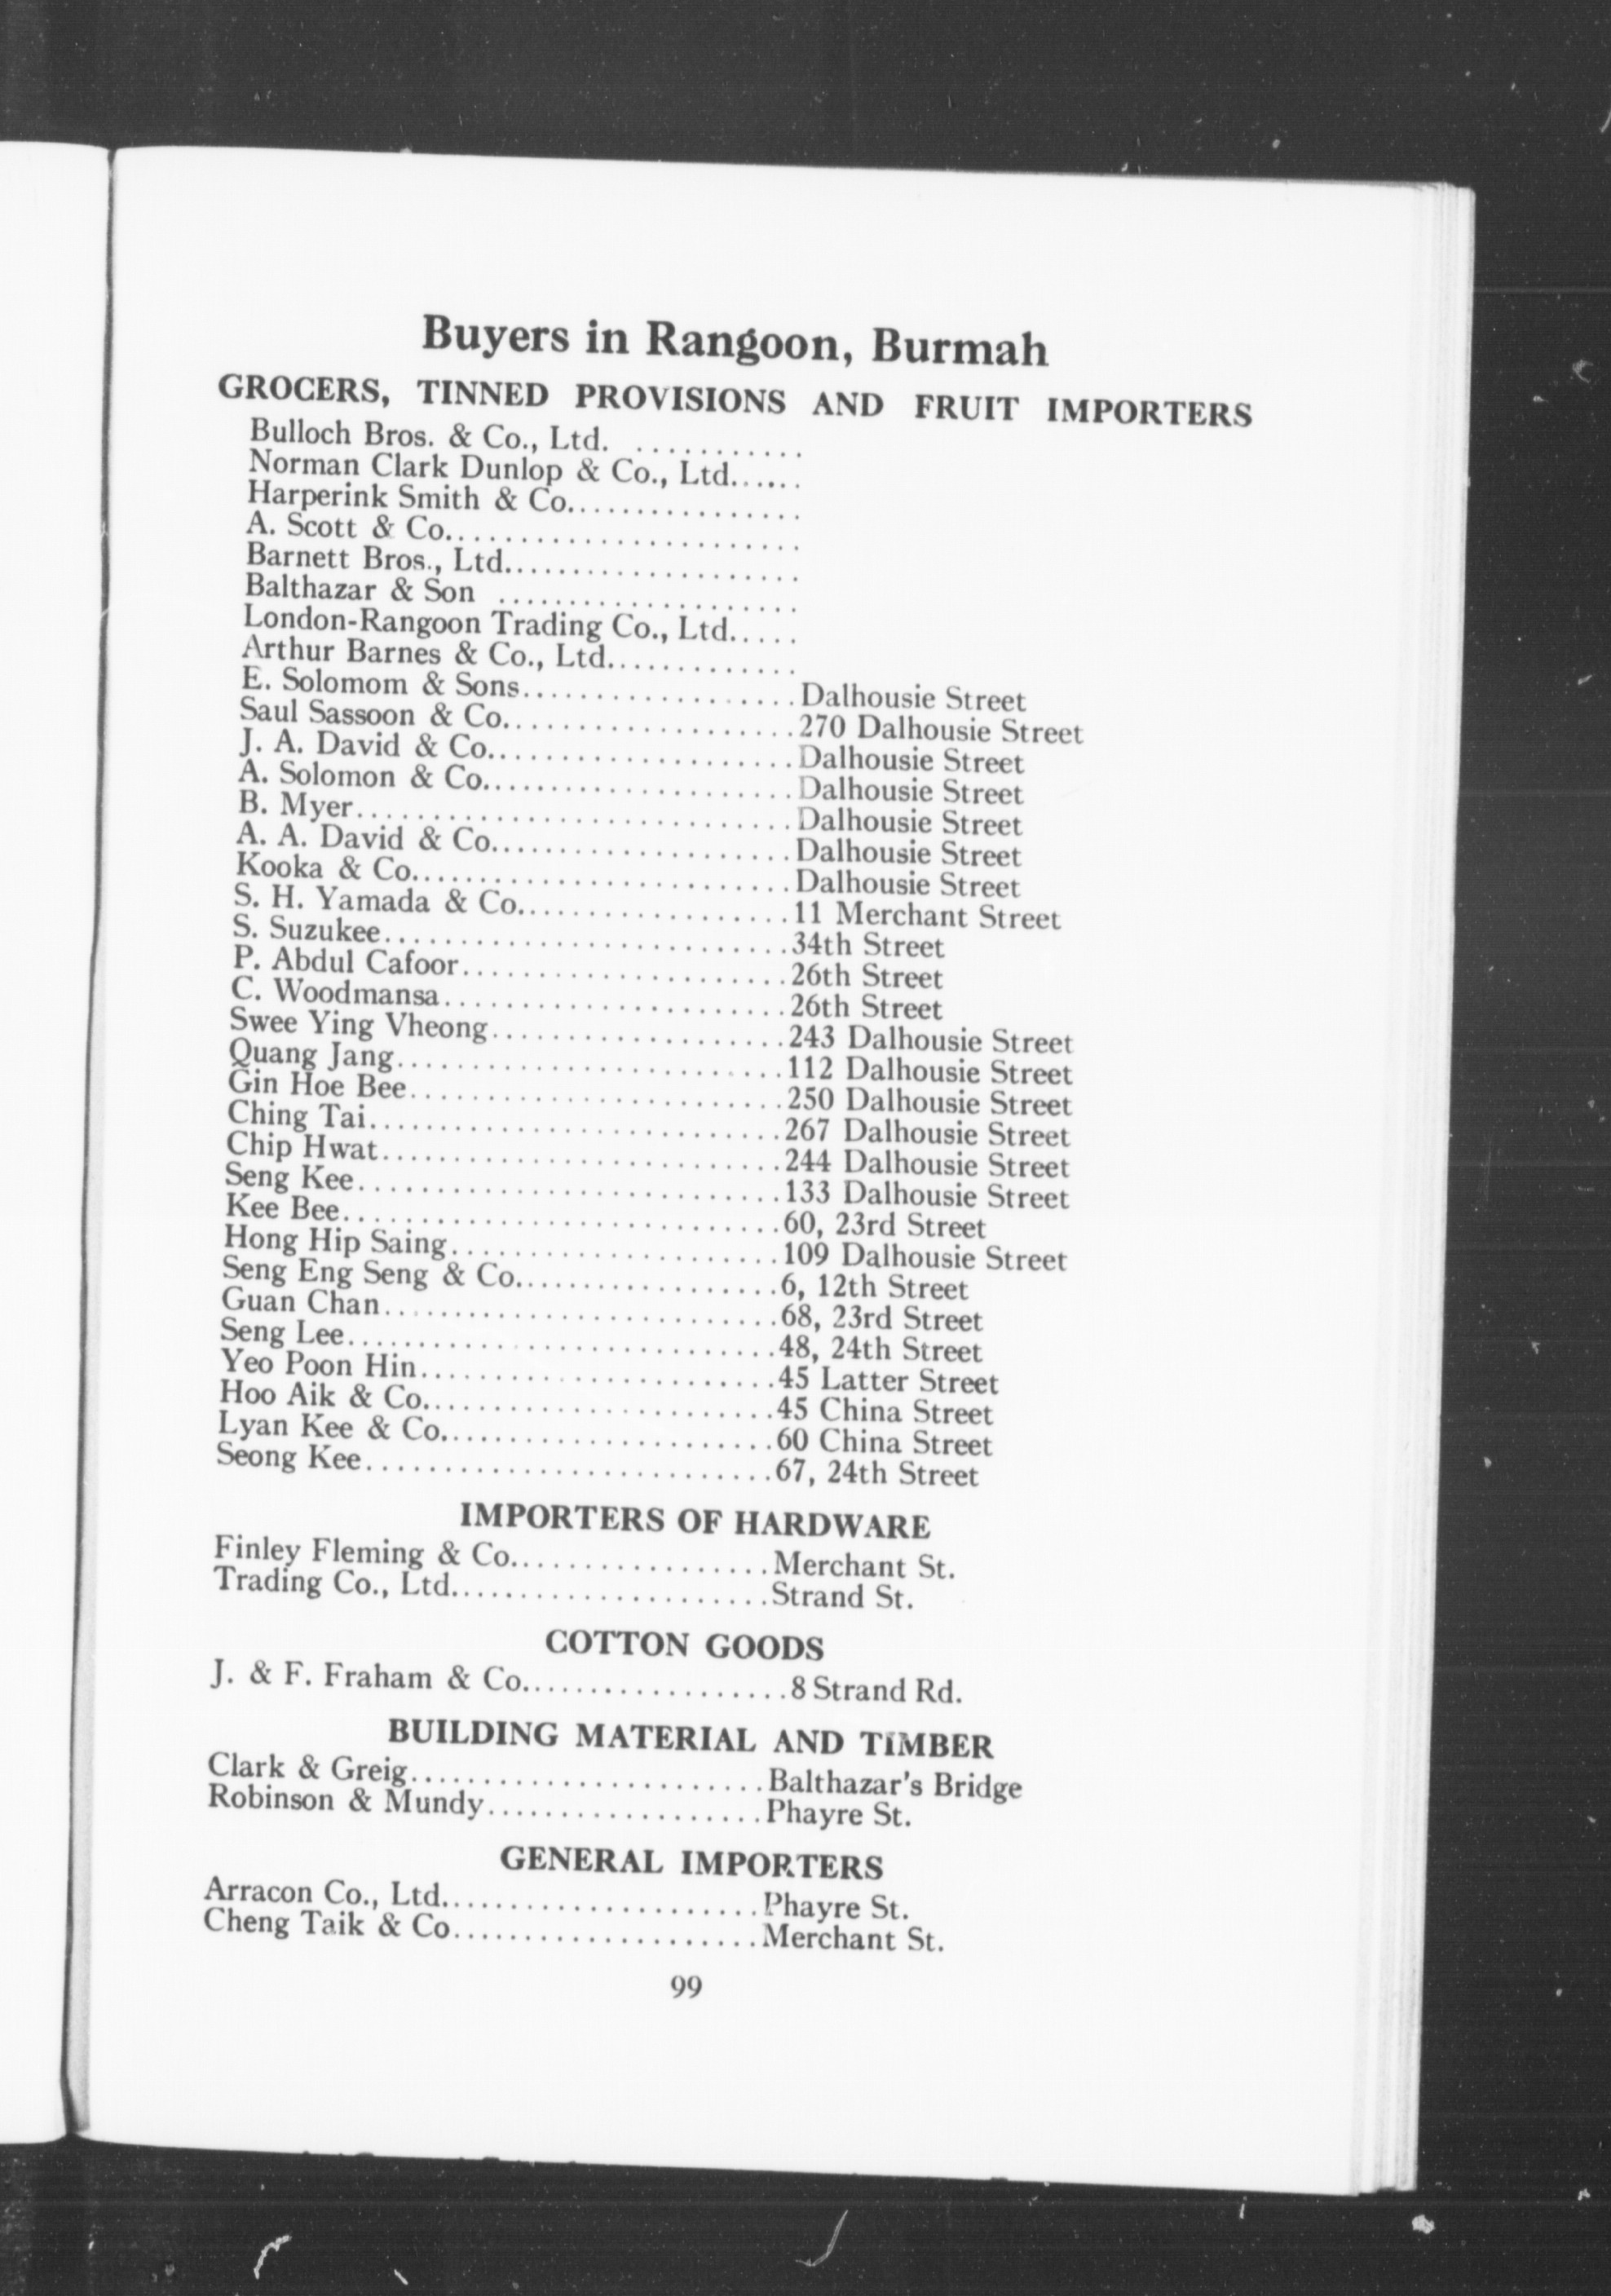 Buyers in Rangoon, Burmah
GROCERS, TINNED PROVISIONS AND FRUIT IMPORTERS
Bulloch Bros. & Co., Ltd. ...........
Norman Clark Dunlop & Co., Ltd......
Harperink Smith & Co................
A. Scott & Co.......................
Barnett Bros., Ltd..................
Balthazar & Son ...................
London-Rangoon Trading Co., Ltd.....
Arthur Barnes & Co., Ltd............
E. Solomom & Sons..................Dalhousie Street
Saul Sassoon & Co...................270 Dalhousie Street
J. A. David & Co....................Dalhousie Street
A. Solomon & Co.....................Dalhousie Street
B. Myer.............................Dalhousie Street
A. A. David & Co....................Dalhousie Street
Kooka & Co..........................Dalhousie Street
S. H. Yamada & Co..................11 Merchant Street
S. Suzukee..........................34th Street
P. Abdul Cafoor.....................26th Street
C. Woodmansa.......................26th Street
Swee Ying Vheong...................243 Dalhousie Street
Quang Jang..........................112 Dalhousie Street
Gin Hoe Bee.........................250 Dalhousie Street
Ching Tai...........................267 Dalhousie Street
Chip Hwat...........................244 Dalhousie Street
Seng Kee............................133 Dalhousie Street
Kee Bee.............................60, 23rd Street
Hong Hip Saing......................109 Dalhousie Street
Seng Eng Seng & Co.................6, 12th Street
Guan Chan..........................68, 23rd Street
Seng Lee............................48, 24th Street
Yeo Poon Hin.......................45 Latter Street
Hoo Aik & Co.......................45 China Street
Lyan Kee & Co......................60 China Street
Seong Kee...........................67, 24th Street
IMPORTERS OF HARDWARE
Finley Fleming & Co.................Merchant St.
Trading Co., Ltd.....................Strand St.
COTTON GOODS
J. & F. Fraham & Co.................8 Strand Rd.
BUILDING MATERIAL AND TIMBER
Clark & Greig.......................Balthazar's Bridge
Robinson & Mundy..................Phayre St.
GENERAL IMPORTERS
Arracon Co., Ltd.....................Phayre St.
Cheng Taik & Co....................Merchant St.
99